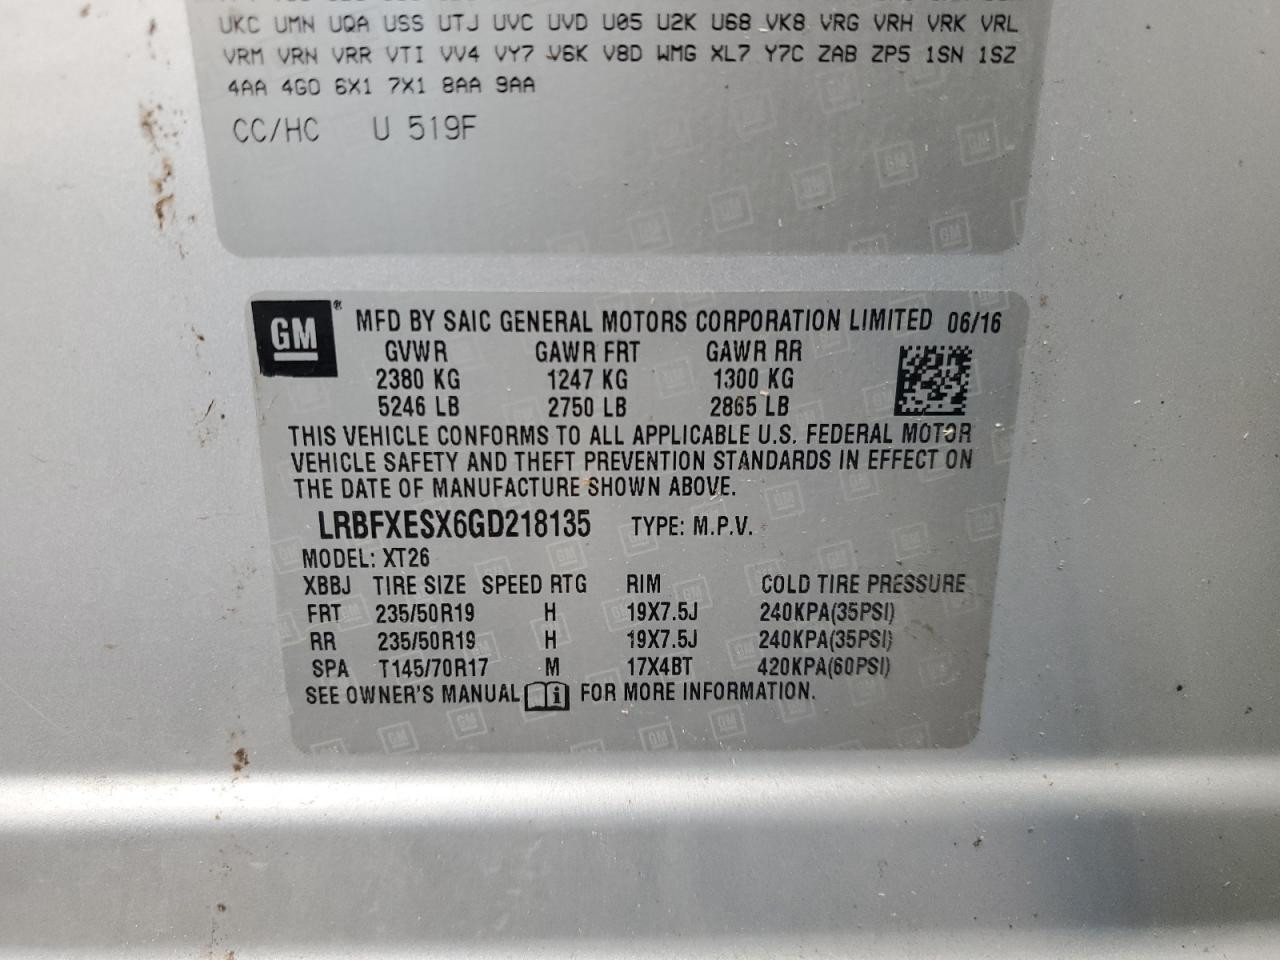 UKC UMN UQA USS UTJ UVC UVD U05 U2K U68 VK8 VRG VRH VRK VRL
VRM VRN VRR VTI VV4 VY7 V6K V8D WMG XL7 Y7C ZAB ZP5 1SN 1SZ
4AA 4G0 6X1 7X1 8AA 9AA
CC/HC U 519F
GM® MFD BY SAIC GENERAL MOTORS CORPORATION LIMITED 06/16
GVWR GAWR FRT GAWR RR
2380 KG 1247 KG 1300 KG
5246 LB 2750 LB 2865 LB
THIS VEHICLE CONFORMS TO ALL APPLICABLE U.S. FEDERAL MOTOR
VEHICLE SAFETY AND THEFT PREVENTION STANDARDS IN EFFECT ON
THE DATE OF MANUFACTURE SHOWN ABOVE.
LRBFXESX6GD218135 TYPE: M.P.V.
MODEL: XT26
XBBJ TIRE SIZE SPEED RTG RIM COLD TIRE PRESSURE
FRT 235/50R19 H 19X7.5J 240KPA(35PSI)
RR 235/50R19 H 19X7.5J 240KPA(35PSI)
SPA T145/70R17 M 17X4BT 420KPA(60PSI)
SEE OWNER'S MANUAL i FOR MORE INFORMATION.